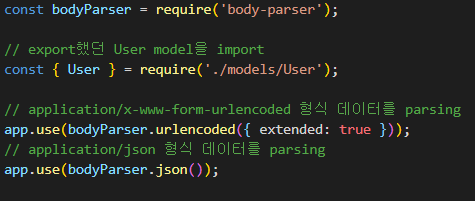 const bodyParser = require('body-parser');
// export했던 User model을 import
const { User } = require('./models/User');
// application/x-www-form-urlencoded 형식 데이터를 parsing
app.use(bodyParser.urlencoded({ extended: true }));
// application/json 형식 데이터를 parsing
app.use(bodyParser.json());